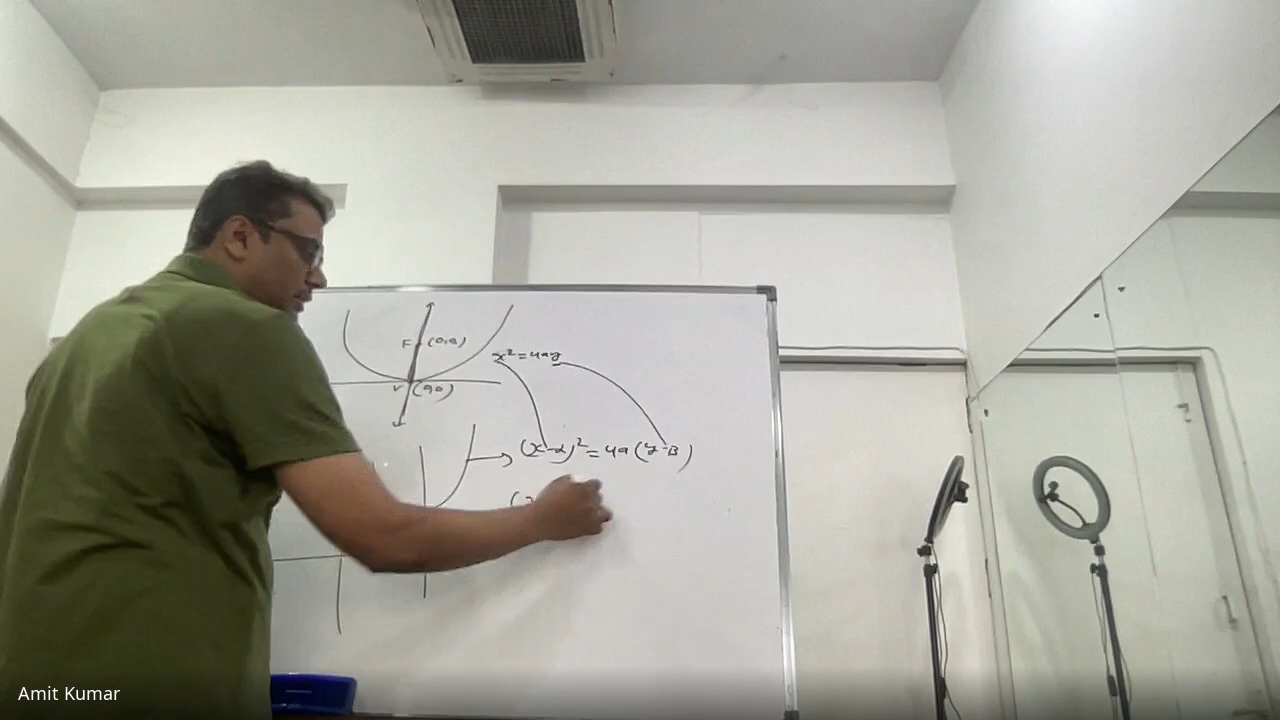 F (0,a)
x² = 4ay
V (0,0)
(x-α)² = 4a(y-β)
(
Amit Kumar